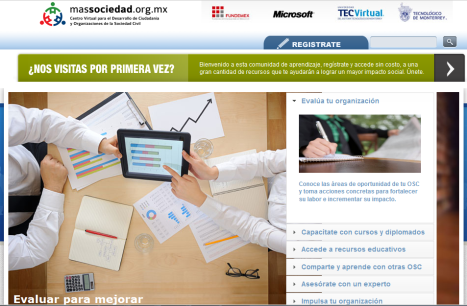 massociedad.org.mx
Centro Virtual para el Desarrollo de Ciudadanía
y Organizaciones de la Sociedad Civil
FUNDEMEX
Microsoft
TECVirtual
TECNOLÓGICO
DE MONTERREY
REGISTRATE
¿NOS VISITAS POR PRIMERA VEZ?
Bienvenido a esta comunidad de aprendizaje, regístrate y accede sin costo, a una
gran cantidad de recursos que te ayudarán a lograr un mayor impacto social. Únete.
Evalúa tu organización
Conoce las áreas de oportunidad de tu OSC
y toma acciones concretas para fortalecer
su labor e incrementar su impacto.
Capacítate con cursos y diplomados
Accede a recursos educativos
Comparte y aprende con otras OSC
Asesórate con un experto
Impulsa tu organización
Evaluar para mejorar